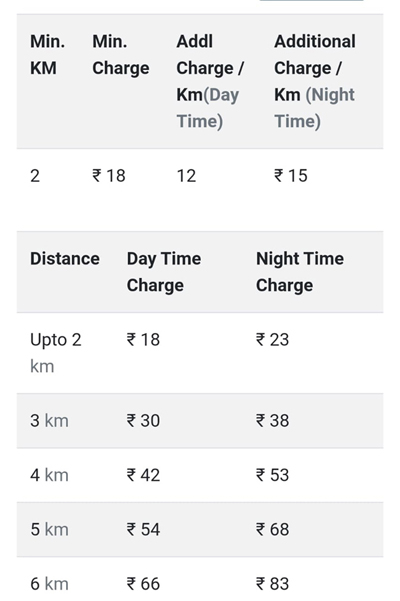 Min. Min. Addl Additional
KM Charge Charge / Charge /
Km(Day Km (Night
Time) Time)
2 ₹ 18 12 ₹ 15
Distance Day Time Night Time
Charge Charge
Upto 2 ₹ 18 ₹ 23
km
3 km ₹ 30 ₹ 38
4 km ₹ 42 ₹ 53
5 km ₹ 54 ₹ 68
6 km ₹ 66 ₹ 83